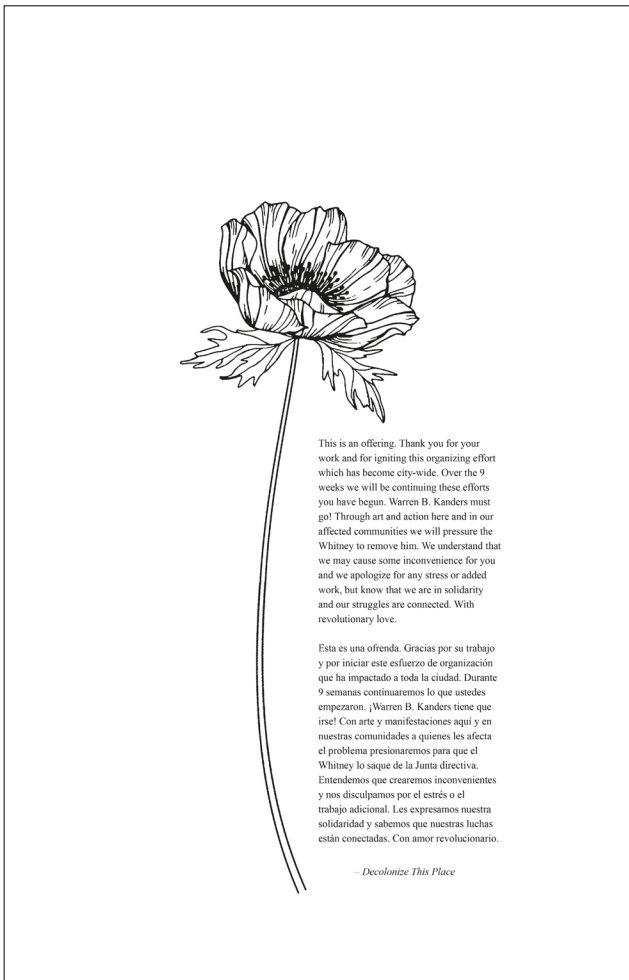 This is an offering. Thank you for your
work and for igniting this organizing effort
which has become city-wide. Over the 9
weeks we will be continuing these efforts
you have begun. Warren B. Kanders must
go! Through art and action here and in our
affected communities we will pressure the
Whitney to remove him. We understand that
we may cause some inconvenience for you
and we apologize for any stress or added
work, but know that we are in solidarity
and our struggles are connected. With
revolutionary love.
Esta es una ofrenda. Gracias por su trabajo
y por iniciar este esfuerzo de organización
que ha impactado a toda la ciudad. Durante
9 semanas continuaremos lo que ustedes
empezaron. ¡Warren B. Kanders tiene que
irse! Con arte y manifestaciones aquí y en
nuestras comunidades a quienes les afecta
el problema presionaremos para que el
Whitney lo saque de la Junta directiva.
Entendemos que crearemos inconvenientes
y nos disculpamos por el estrés o el
trabajo adicional. Les expresamos nuestra
solidaridad y sabemos que nuestras luchas
están conectadas. Con amor revolucionario.
– Decolonize This Place